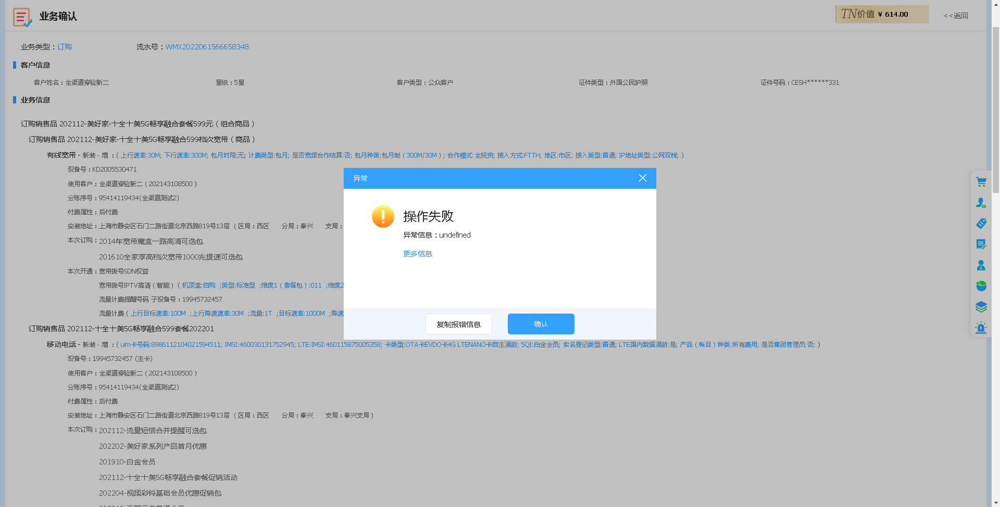 业务确认
TN价值 ¥ 614.00
<<返回
业务类型：订购 流水号：WMX2022061566658348
客户信息
客户姓名：全渠道穿验新二 星级：5星 客户类型：公众客户 证件类型：外国公民护照 证件号码：CESH******331
业务信息
订购销售品 202112-美好家-十全十美5G畅享融合套餐599元（组合商品）
订购销售品 202112-美好家-十全十美5G畅享融合599档次宽带（商品）
有线宽带 - 新装 - 增 ：( 上行速率:30M; 下行速率:300M; 包月时限:无; 计费类型:包月; 是否宽频合作结算:否; 包月种类:包月制（300M/30M）; 合作模式:全投资; 接入方式:FTTH; 地区:市区; 接入类型:普通; IP地址类型:公网双栈; )
设备号：KD2005530471
使用客户：全渠道穿验新二（202143108500）
分账序号：95414119434(全渠道测试2)
付费属性：后付费
安装地址：上海市静安区石门二路街道北京西路819号13层 （区局：西区 分局：泰兴 支局：
本次订购：2014年宽带魔盒一路高清可选包
201610全家享高档次宽带1000兆提速可选包
本次开通：宽带拨号SDN权益
宽带拨号IPTV高清（智能）( 机顶盒:自购 ;类型:标准型 ;维度1（套餐包）:011 ;维度2
流量计费提醒号码 子设备号：19945732457
流量计费 ( 上行目标速率:100M ;上行降速速率:30M ;流量:1T ;目标速率:1000M ;降速
订购销售品 202112-十全十美5G畅享融合599套餐202201
移动电话 - 新装 - 增 ：( uim卡号码:8986112104021594511; IMSI:460030131752945; LTE-IMSI:460115875005358; 卡类型:OTA卡EVDO卡4G LTENANO卡自主漫游; 5QI:白金会员; 实名登记类型:普通; LTE国内数据漫游:是; 产品（帐目）种类:所有费用; 是否集团管理员:否; )
设备号：19945732457 (主卡)
使用客户：全渠道穿验新二（202143108500）
分账序号：95414119434(全渠道测试2)
付费属性：后付费
安装地址：上海市静安区石门二路街道北京西路819号13层 （区局：西区 分局：泰兴 支局：泰兴支局）
本次订购：202112-流量短信合并提醒可选包
202202-美好家系列产品首月优惠
201910-白金会员
202112-十全十美5G畅享融合套餐促销活动
202204-视频彩铃基础会员优惠促销包
异常
操作失败
异常信息：undefined
更多信息
复制报错信息
确认